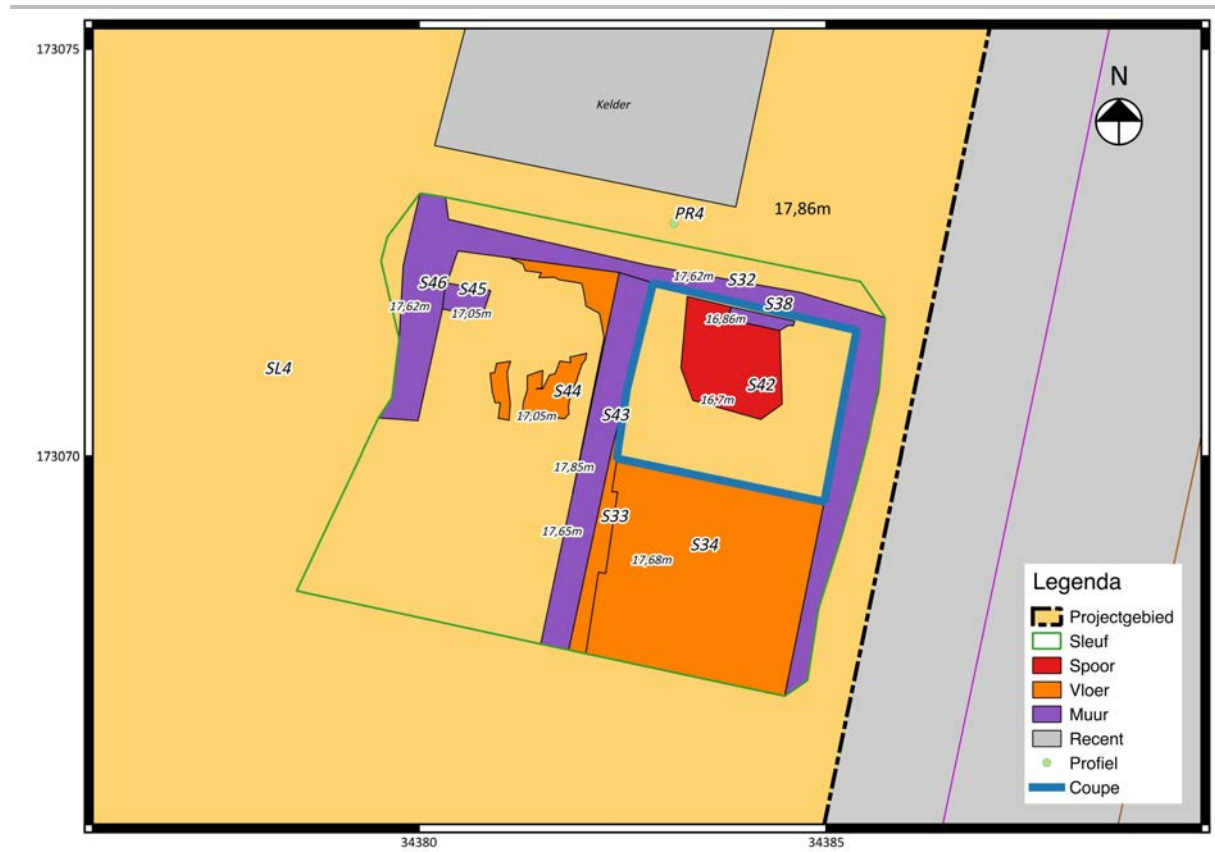 173075
N
Kelder
PR4
17,86m
17,62m
S32
S46
S45
S38
17,62m
17,05m
16,86m
SL4
S44
S42
16,7m
17,05m
S43
173070
17,85m
S33
17,65m
S34
17,68m
Legenda
Projectgebied
Sleuf
Spoor
Vloer
Muur
Recent
Profiel
Coupe
34380
34385